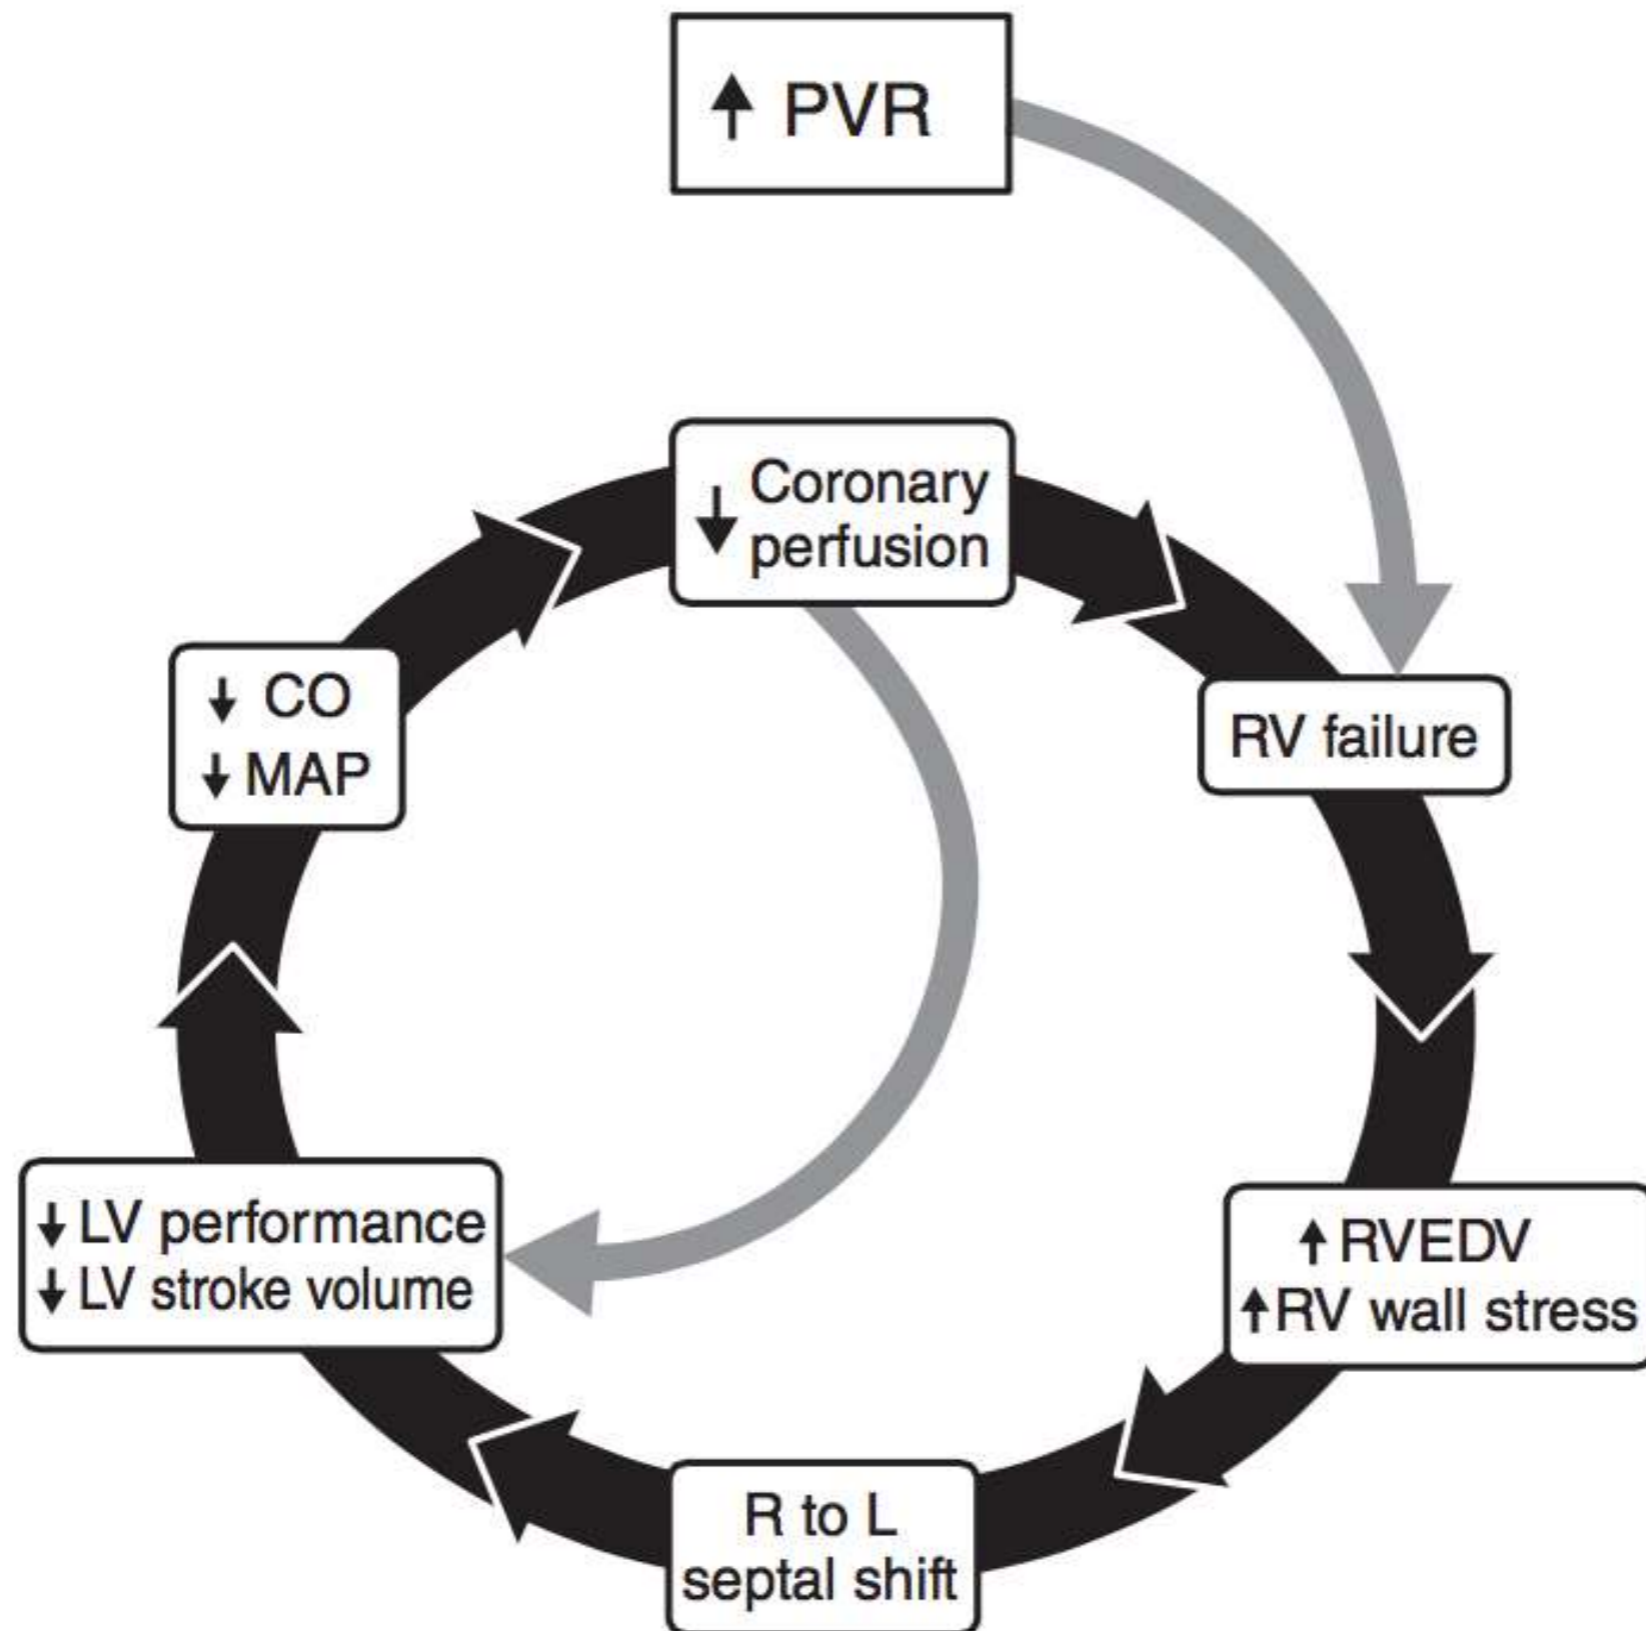 ↑ PVR
↓ Coronary
perfusion
RV failure
↑ RVEDV
↑ RV wall stress
R to L
septal shift
↓ LV performance
↓ LV stroke volume
↓ CO
↓ MAP